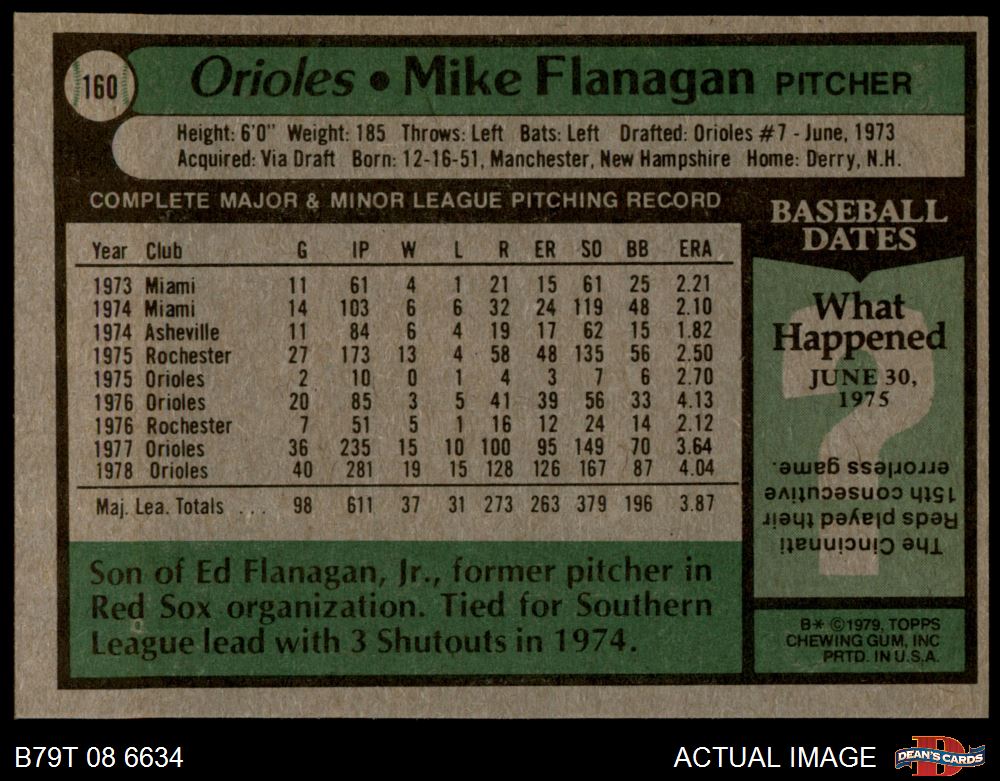 160
Orioles • Mike Flanagan PITCHER
Height: 6'0" Weight: 185 Throws: Left Bats: Left Drafted: Orioles #7 - June, 1973
Acquired: Via Draft Born: 12-16-51, Manchester, New Hampshire Home: Derry, N.H.
COMPLETE MAJOR & MINOR LEAGUE PITCHING RECORD
Year Club G IP W L R ER SO BB ERA
1973 Miami 11 61 4 1 21 15 61 25 2.21
1974 Miami 14 103 6 6 32 24 119 48 2.10
1974 Asheville 11 84 6 4 19 17 62 15 1.82
1975 Rochester 27 173 13 4 58 48 135 56 2.50
1975 Orioles 2 10 0 1 4 3 7 6 2.70
1976 Orioles 20 85 3 5 41 39 56 33 4.13
1976 Rochester 7 51 5 1 16 12 24 14 2.12
1977 Orioles 36 235 15 10 100 95 149 70 3.64
1978 Orioles 40 281 19 15 128 126 167 87 4.04
Maj. Lea. Totals ... 98 611 37 31 273 263 379 196 3.87
Son of Ed Flanagan, Jr., former pitcher in
Red Sox organization. Tied for Southern
League lead with 3 Shutouts in 1974.
BASEBALL
DATES
What
Happened
JUNE 30,
1975
?
The Cincinnati
Reds played their
15th consecutive
errorless game.
B* ©1979, TOPPS
CHEWING GUM, INC
PRTD. IN U.S.A.
B79T 08 6634
ACTUAL IMAGE
D
DEAN'S CARDS